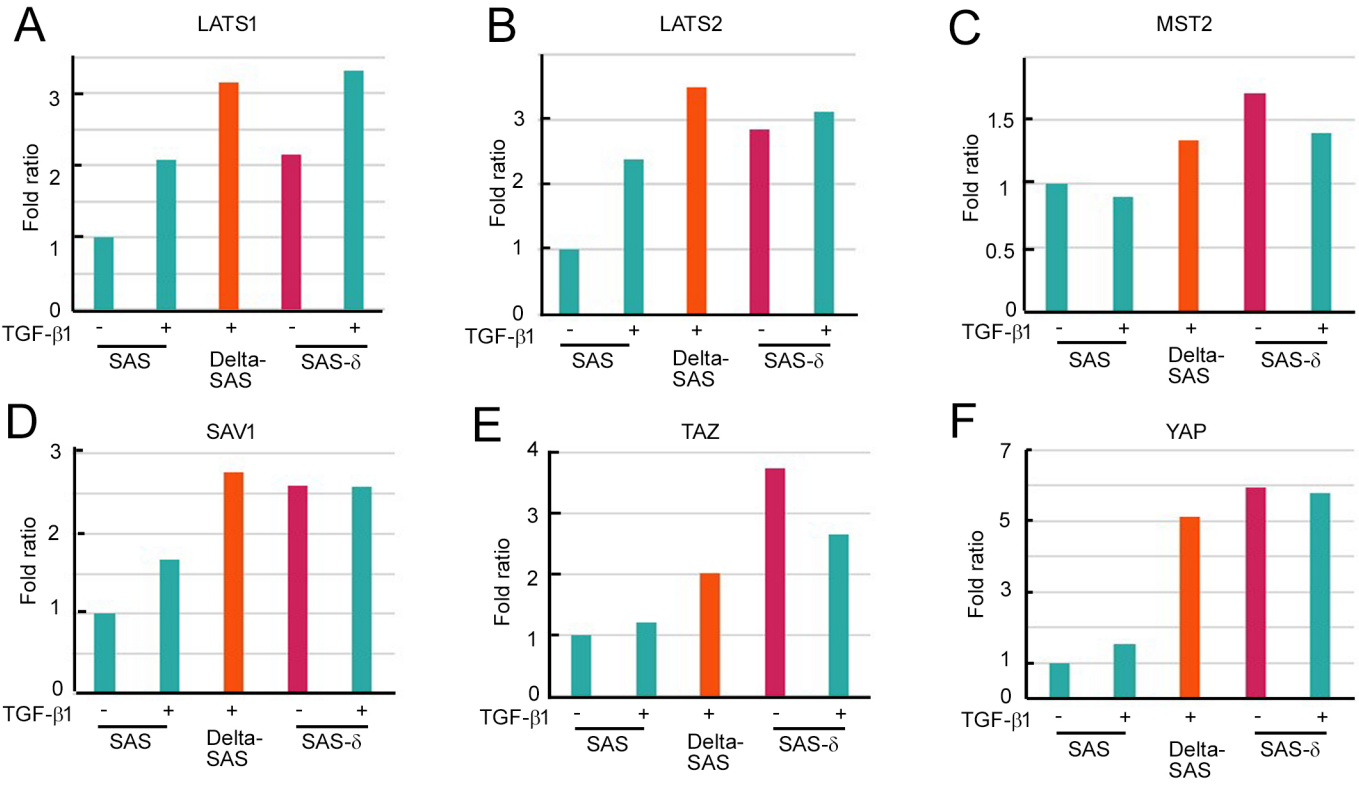 A
LATS1
Fold ratio
3
2
1
0
TGF-β1
- + + - +
SAS
Delta-
SAS
SAS-δ
B
LATS2
Fold ratio
3
2
1
0
TGF-β1
- + + - +
SAS
Delta-
SAS
SAS-δ
C
MST2
Fold ratio
1.5
1
0.5
0
TGF-β1
- + + - +
SAS
Delta-
SAS
SAS-δ
D
SAV1
Fold ratio
3
2
1
0
TGF-β1
- + + - +
SAS
Delta-
SAS
SAS-δ
E
TAZ
Fold ratio
4
3
2
1
0
TGF-β1
- + + - +
SAS
Delta-
SAS
SAS-δ
F
YAP
Fold ratio
7
5
3
1
0
TGF-β1
- + + - +
SAS
Delta-
SAS
SAS-δ